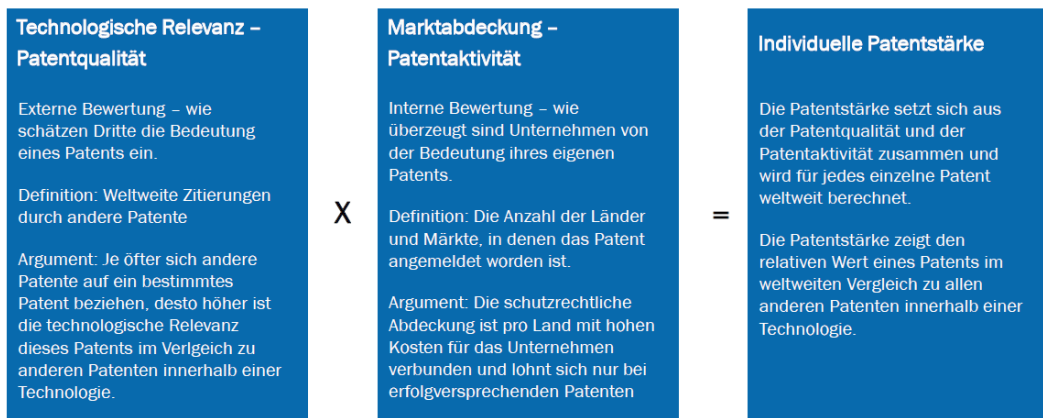 Technologische Relevanz –
Patentqualität
Externe Bewertung – wie
schätzen Dritte die Bedeutung
eines Patents ein.
Definition: Weltweite Zitierungen
durch andere Patente
Argument: Je öfter sich andere
Patente auf ein bestimmtes
Patent beziehen, desto höher ist
die technologische Relevanz
dieses Patents im Verlgeich zu
anderen Patenten innerhalb einer
Technologie.
X
Marktabdeckung –
Patentaktivität
Interne Bewertung – wie
überzeugt sind Unternehmen von
der Bedeutung ihres eigenen
Patents.
Definition: Die Anzahl der Länder
und Märkte, in denen das Patent
angemeldet worden ist.
Argument: Die schutzrechtliche
Abdeckung ist pro Land mit hohen
Kosten für das Unternehmen
verbunden und lohnt sich nur bei
erfolgversprechenden Patenten
=
Individuelle Patentstärke
Die Patentstärke setzt sich aus
der Patentqualität und der
Patentaktivität zusammen und
wird für jedes einzelne Patent
weltweit berechnet.
Die Patentstärke zeigt den
relativen Wert eines Patents im
weltweiten Vergleich zu allen
anderen Patenten innerhalb einer
Technologie.